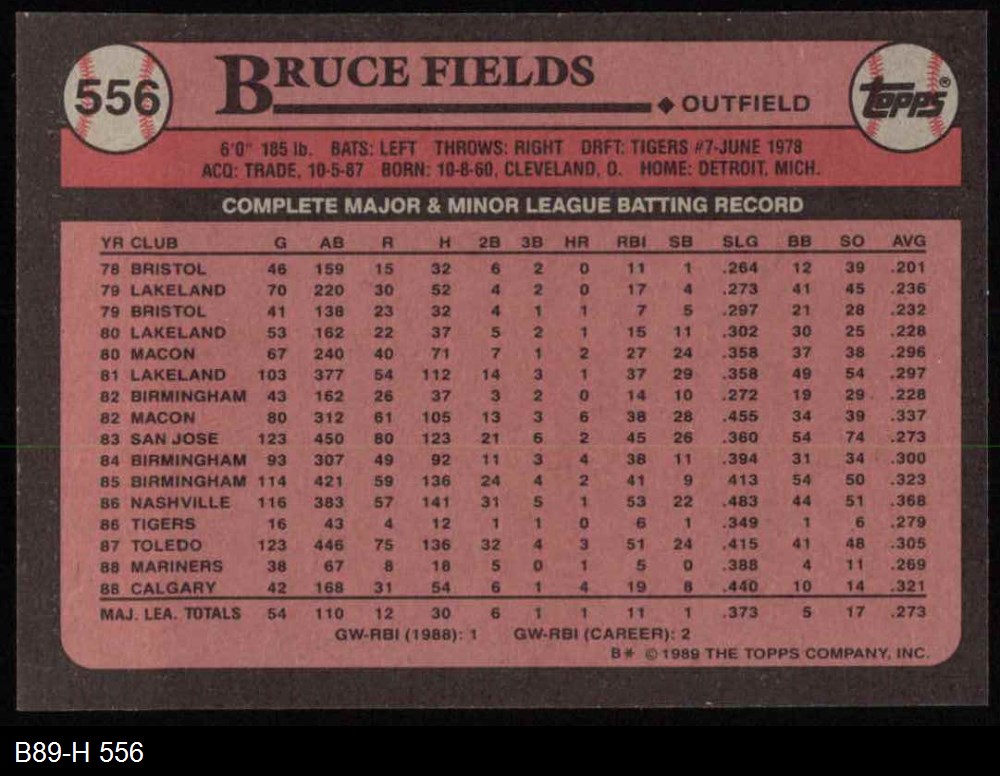 556
BRUCE FIELDS
◆ OUTFIELD
TOPPS®
6'0" 185 lb. BATS: LEFT THROWS: RIGHT DRFT: TIGERS #7-JUNE 1978
ACQ: TRADE, 10-5-87 BORN: 10-8-60, CLEVELAND, O. HOME: DETROIT, MICH.
COMPLETE MAJOR & MINOR LEAGUE BATTING RECORD
YR CLUB G AB R H 2B 3B HR RBI SB SLG BB SO AVG
78 BRISTOL 46 159 15 32 6 2 0 11 1 .264 12 39 .201
79 LAKELAND 70 220 30 52 4 2 0 17 4 .273 41 45 .236
79 BRISTOL 41 138 23 32 4 1 1 7 5 .297 21 28 .232
80 LAKELAND 53 162 22 37 5 2 1 15 11 .302 30 25 .228
80 MACON 67 240 40 71 7 1 2 27 24 .358 37 38 .296
81 LAKELAND 103 377 54 112 14 3 1 37 29 .358 49 54 .297
82 BIRMINGHAM 43 162 26 37 3 2 0 14 10 .272 19 29 .228
82 MACON 80 312 61 105 13 3 6 38 28 .455 34 39 .337
83 SAN JOSE 123 450 80 123 21 6 2 45 26 .360 54 74 .273
84 BIRMINGHAM 93 307 49 92 11 3 4 38 11 .394 31 34 .300
85 BIRMINGHAM 114 421 59 136 24 4 2 41 9 .413 54 50 .323
86 NASHVILLE 116 383 57 141 31 5 1 53 22 .483 44 51 .368
86 TIGERS 16 43 4 12 1 1 0 6 1 .349 1 6 .279
87 TOLEDO 123 446 75 136 32 4 3 51 24 .415 41 48 .305
88 MARINERS 38 67 8 18 5 0 1 5 0 .388 4 11 .269
88 CALGARY 42 168 31 54 6 1 4 19 8 .440 10 14 .321
MAJ. LEA. TOTALS 54 110 12 30 6 1 1 11 1 .373 5 17 .273
GW-RBI (1988): 1 GW-RBI (CAREER): 2
B* © 1989 THE TOPPS COMPANY, INC.
B89-H 556